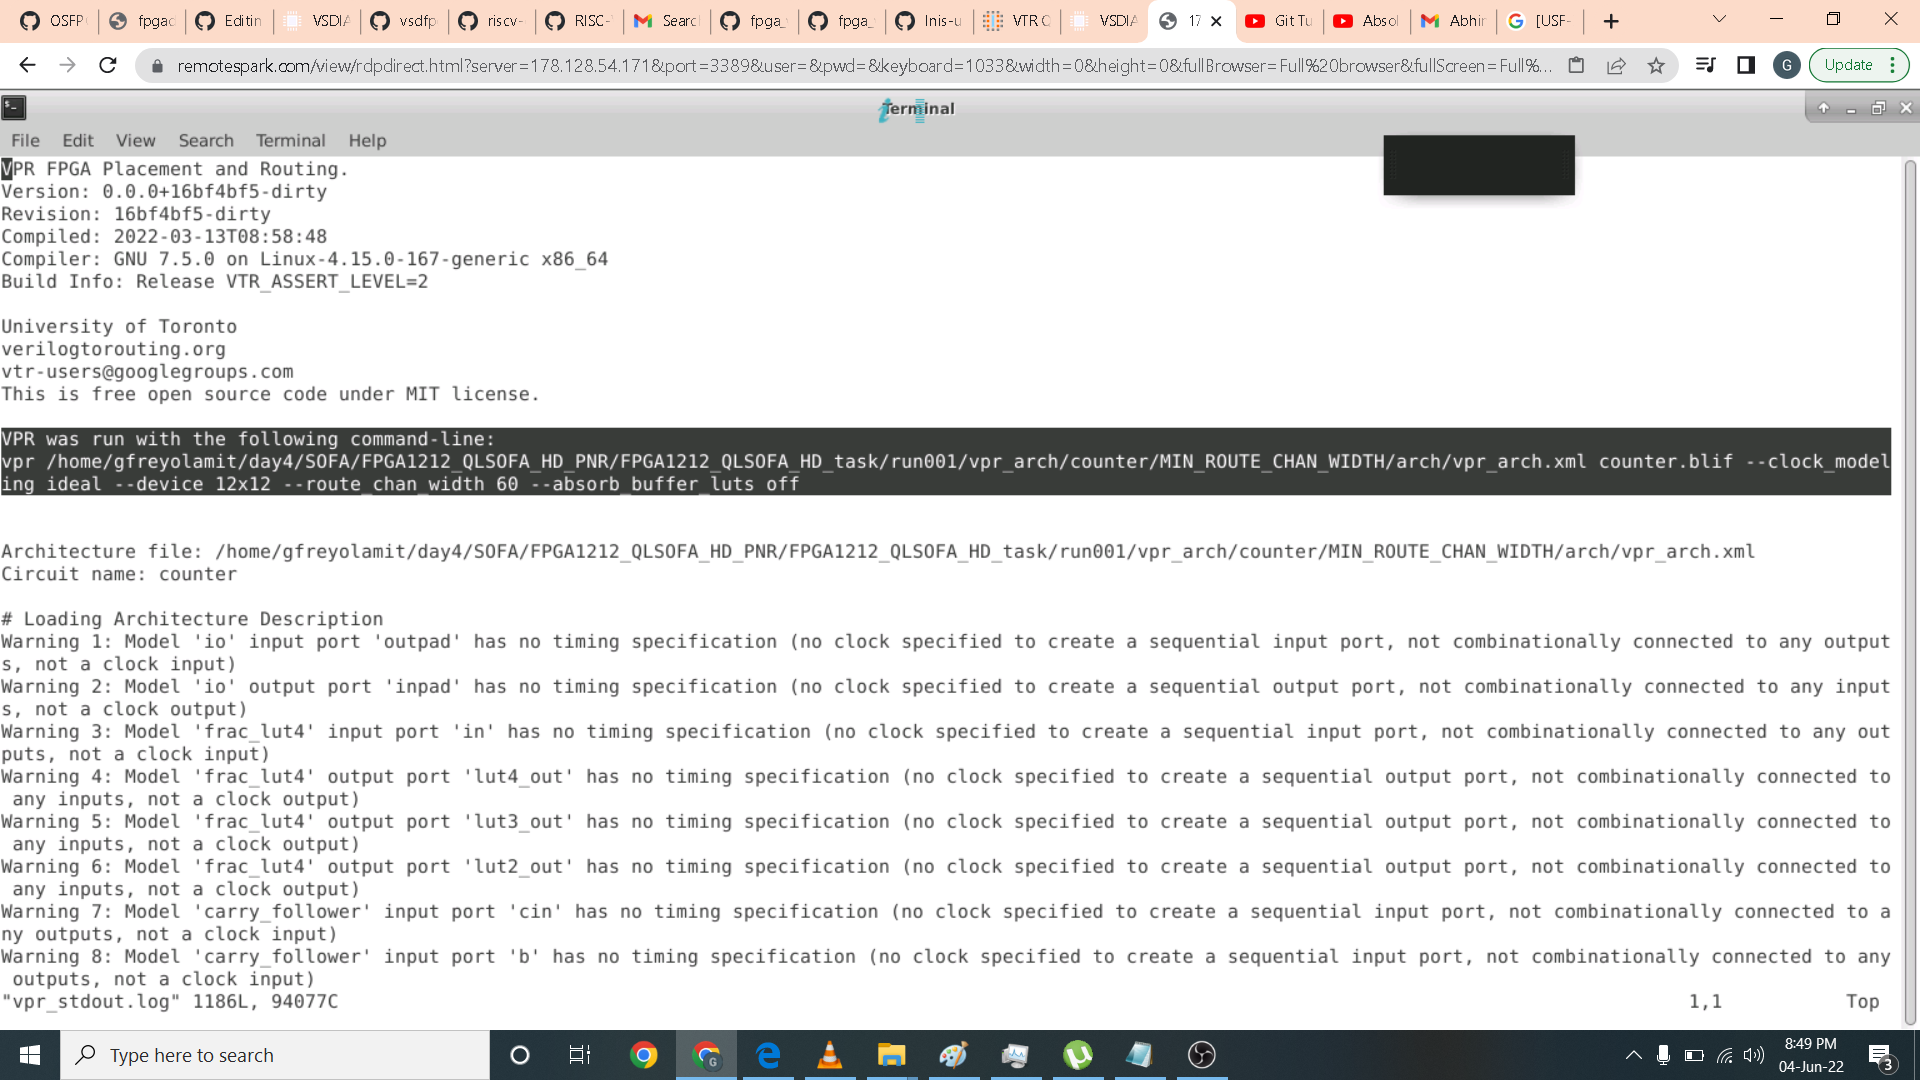 OSFP
fpgac
Editin
VSDIA
vsdfp
riscv-
RISC-
Searc
fpga_
fpga_
Inis-u
VTR C
VSDIA
17
Git Tu
Abso
Abhir
[USF-
remotespark.com/view/rdpdirect.html?server=178.128.54.171&port=3389&user=&pwd=&keyboard=1033&width=0&height=0&fullBrowser=Full%20browser&fullScreen=Full%...
G
Update
Terminal
File Edit View Search Terminal Help
VPR FPGA Placement and Routing.
Version: 0.0.0+16bf4bf5-dirty
Revision: 16bf4bf5-dirty
Compiled: 2022-03-13T08:58:48
Compiler: GNU 7.5.0 on Linux-4.15.0-167-generic x86_64
Build Info: Release VTR_ASSERT_LEVEL=2
University of Toronto
verilogtorouting.org
vtr-users@googlegroups.com
This is free open source code under MIT license.
VPR was run with the following command-line:
vpr /home/gfreyolamit/day4/SOFA/FPGA1212_QLSOFA_HD_PNR/FPGA1212_QLSOFA_HD_task/run001/vpr_arch/counter/MIN_ROUTE_CHAN_WIDTH/arch/vpr_arch.xml counter.blif --clock_model
ing ideal --device 12x12 --route_chan_width 60 --absorb_buffer_luts off
Architecture file: /home/gfreyolamit/day4/SOFA/FPGA1212_QLSOFA_HD_PNR/FPGA1212_QLSOFA_HD_task/run001/vpr_arch/counter/MIN_ROUTE_CHAN_WIDTH/arch/vpr_arch.xml
Circuit name: counter
# Loading Architecture Description
Warning 1: Model 'io' input port 'outpad' has no timing specification (no clock specified to create a sequential input port, not combinationally connected to any output
s, not a clock input)
Warning 2: Model 'io' output port 'inpad' has no timing specification (no clock specified to create a sequential output port, not combinationally connected to any input
s, not a clock output)
Warning 3: Model 'frac_lut4' input port 'in' has no timing specification (no clock specified to create a sequential input port, not combinationally connected to any out
puts, not a clock input)
Warning 4: Model 'frac_lut4' output port 'lut4_out' has no timing specification (no clock specified to create a sequential output port, not combinationally connected to
any inputs, not a clock output)
Warning 5: Model 'frac_lut4' output port 'lut3_out' has no timing specification (no clock specified to create a sequential output port, not combinationally connected to
any inputs, not a clock output)
Warning 6: Model 'frac_lut4' output port 'lut2_out' has no timing specification (no clock specified to create a sequential output port, not combinationally connected to
any inputs, not a clock output)
Warning 7: Model 'carry_follower' input port 'cin' has no timing specification (no clock specified to create a sequential input port, not combinationally connected to a
ny outputs, not a clock input)
Warning 8: Model 'carry_follower' input port 'b' has no timing specification (no clock specified to create a sequential input port, not combinationally connected to any
outputs, not a clock input)
"vpr_stdout.log" 1186L, 94077C 1,1 Top
Type here to search
8:49 PM
04-Jun-22
3